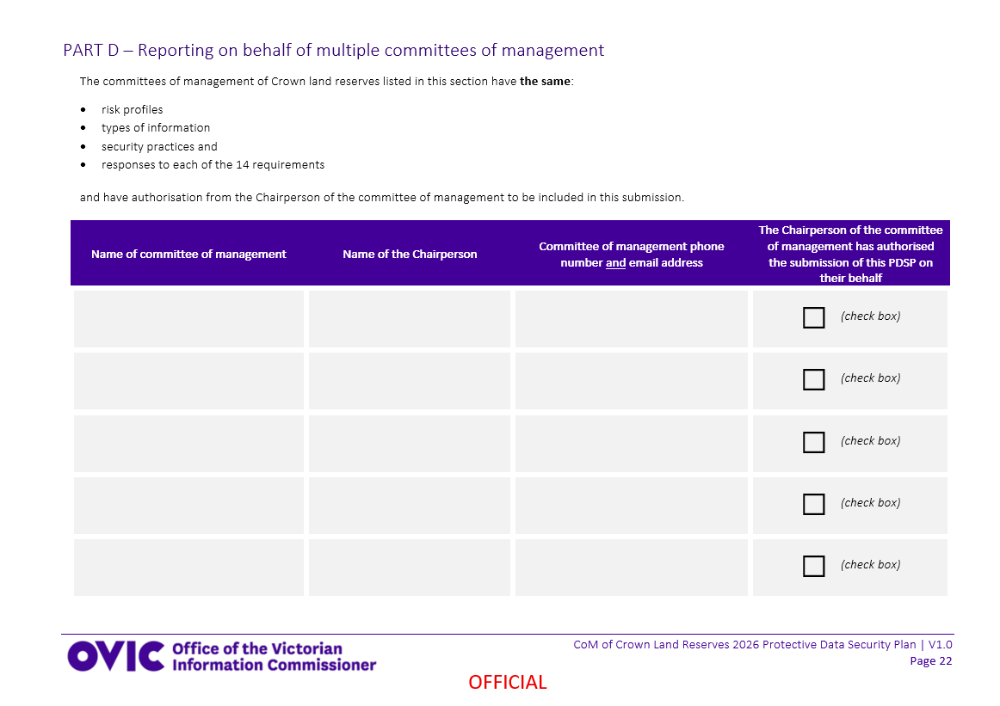 PART D – Reporting on behalf of multiple committees of management
The committees of management of Crown land reserves listed in this section have the same:
• risk profiles
• types of information
• security practices and
• responses to each of the 14 requirements
and have authorisation from the Chairperson of the committee of management to be included in this submission.
Name of committee of management
Name of the Chairperson
Committee of management phone
number and email address
The Chairperson of the committee
of management has authorised
the submission of this PDSP on
their behalf
(check box)
(check box)
(check box)
(check box)
(check box)
OVIC
Office of the Victorian
Information Commissioner
CoM of Crown Land Reserves 2026 Protective Data Security Plan | V1.0
Page 22
OFFICIAL